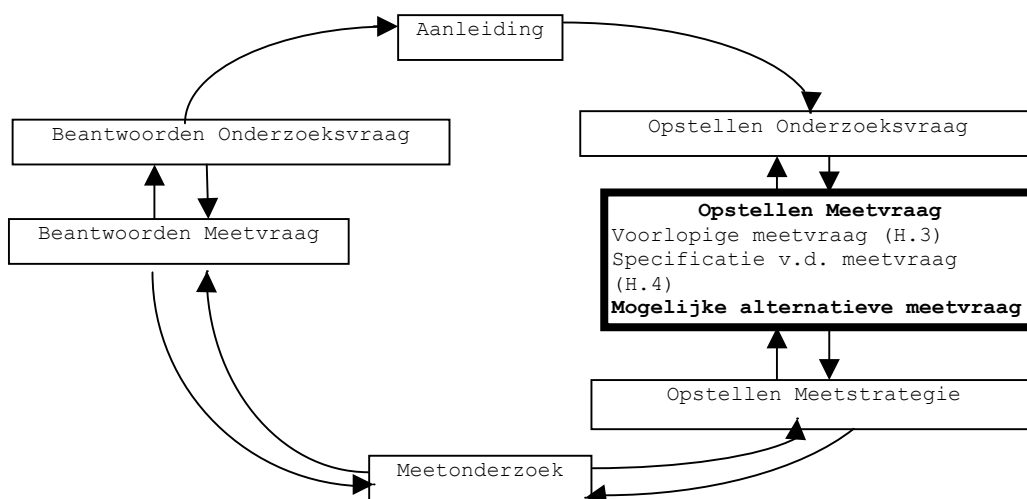 Aanleiding
Beantwoorden Onderzoeksvraag
Opstellen Onderzoeksvraag
Opstellen Meetvraag
Voorlopige meetvraag (H.3)
Specificatie v.d. meetvraag
(H.4)
Mogelijke alternatieve meetvraag
Beantwoorden Meetvraag
Opstellen Meetstrategie
Meetonderzoek